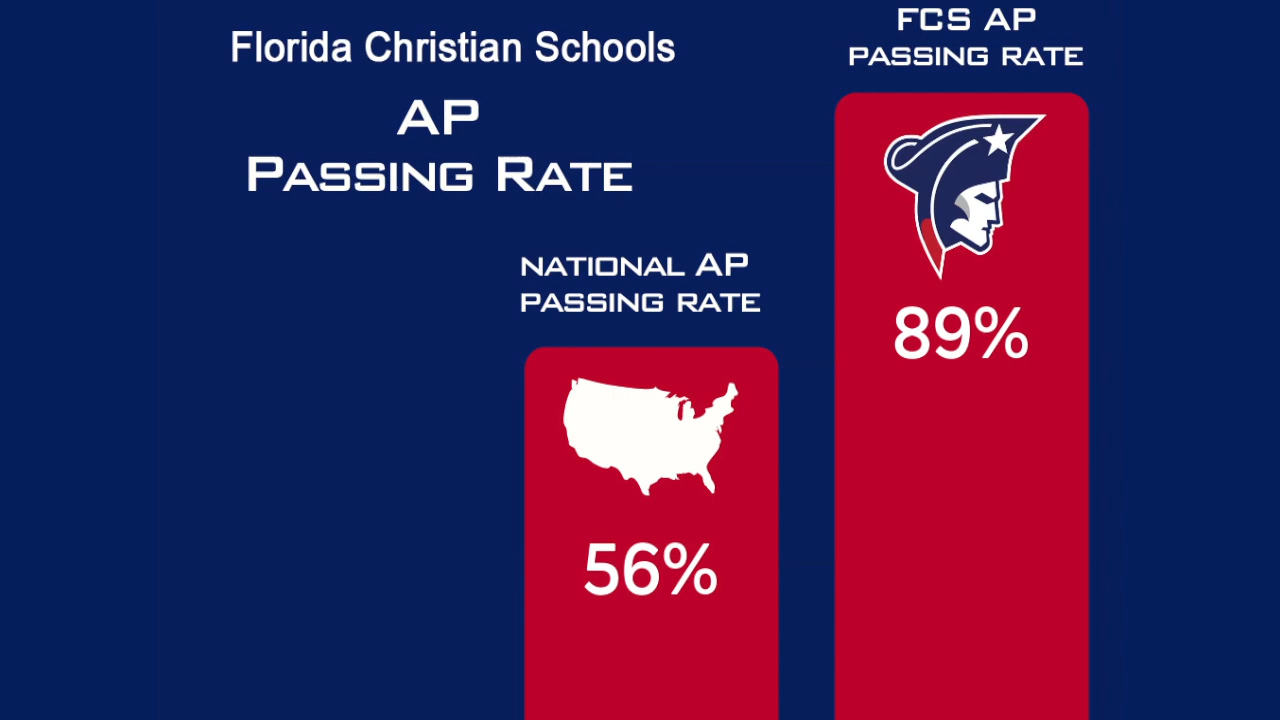 Florida Christian Schools
AP
PASSING RATE
NATIONAL AP
PASSING RATE
56%
FCS AP
PASSING RATE
89%